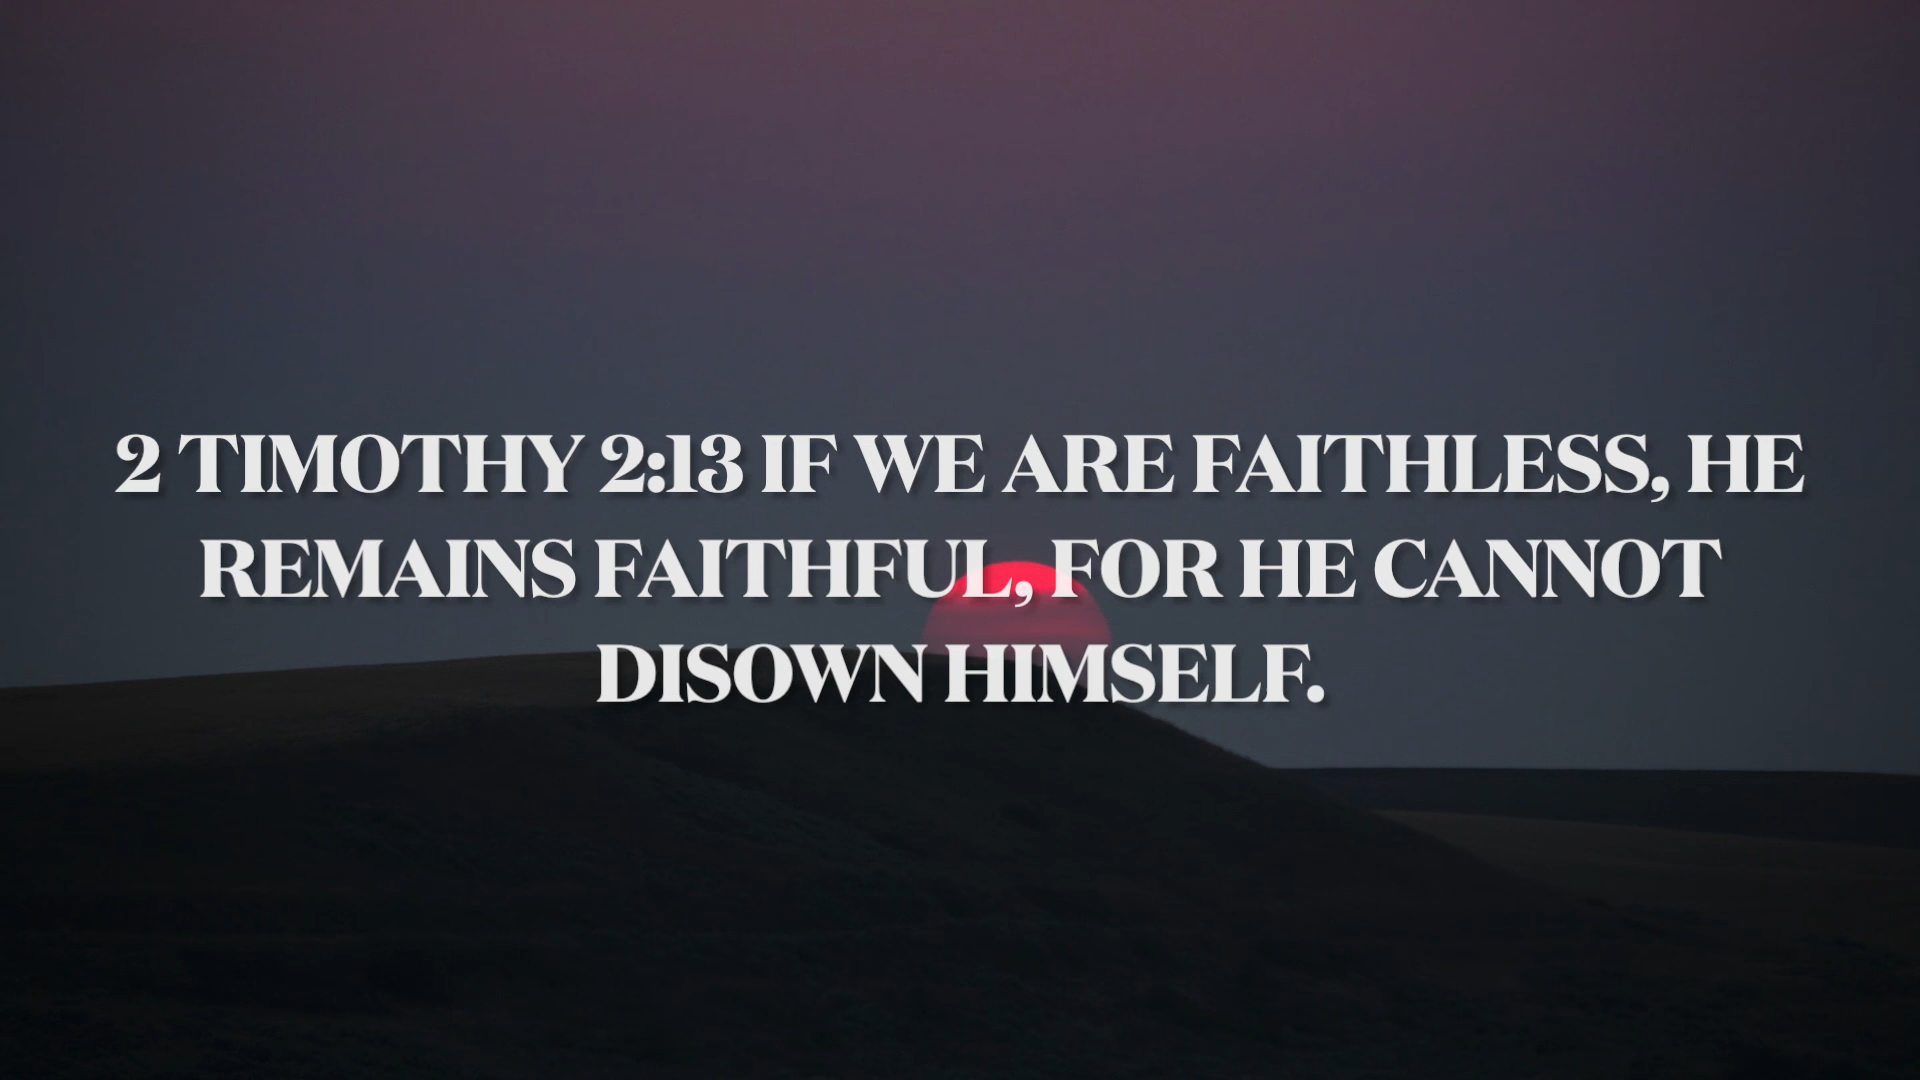 2 TIMOTHY 2:13 IF WE ARE FAITHLESS, HE
REMAINS FAITHFUL, FOR HE CANNOT
DISOWN HIMSELF.